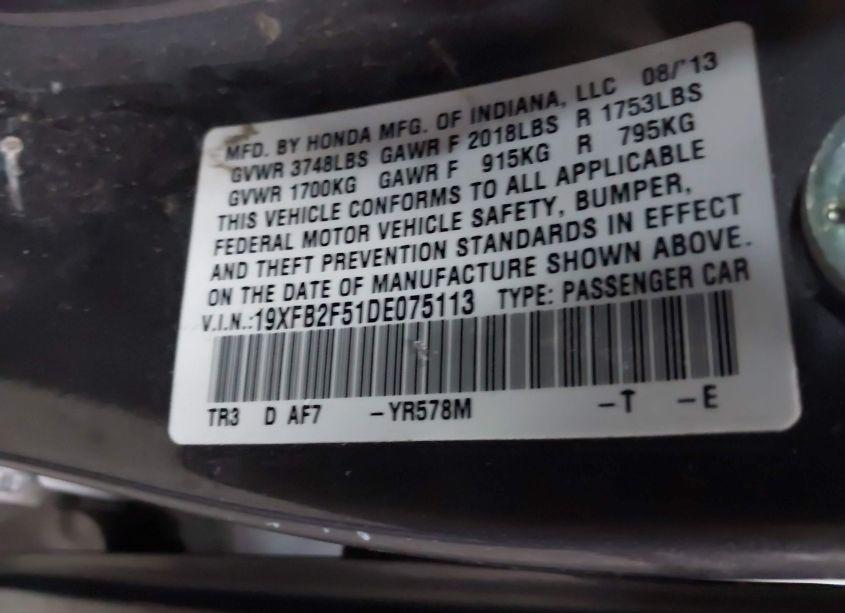 MFD. BY HONDA MFG. OF INDIANA, LLC 08/'13
GVWR 3748LBS GAWR F 2018LBS R 1753LBS
GVWR 1700KG GAWR F 915KG R 795KG
THIS VEHICLE CONFORMS TO ALL APPLICABLE
FEDERAL MOTOR VEHICLE SAFETY, BUMPER,
AND THEFT PREVENTION STANDARDS IN EFFECT
ON THE DATE OF MANUFACTURE SHOWN ABOVE.
V.I.N.:19XFB2F51DE075113 TYPE: PASSENGER CAR
TR3 D AF7 -YR578M -T -E